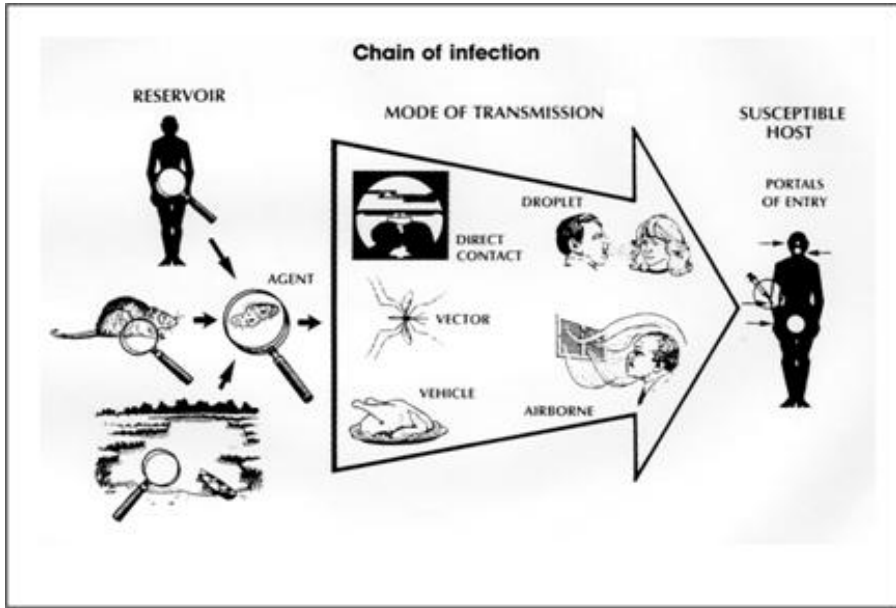 Chain of infection
RESERVOIR
MODE OF TRANSMISSION
SUSCEPTIBLE
HOST
PORTALS
OF ENTRY
DROPLET
DIRECT
CONTACT
AGENT
VECTOR
VEHICLE
AIRBORNE